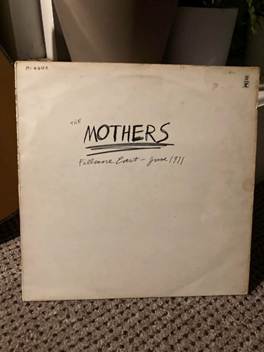 THE
MOTHERS
Fillmore East - June 1971